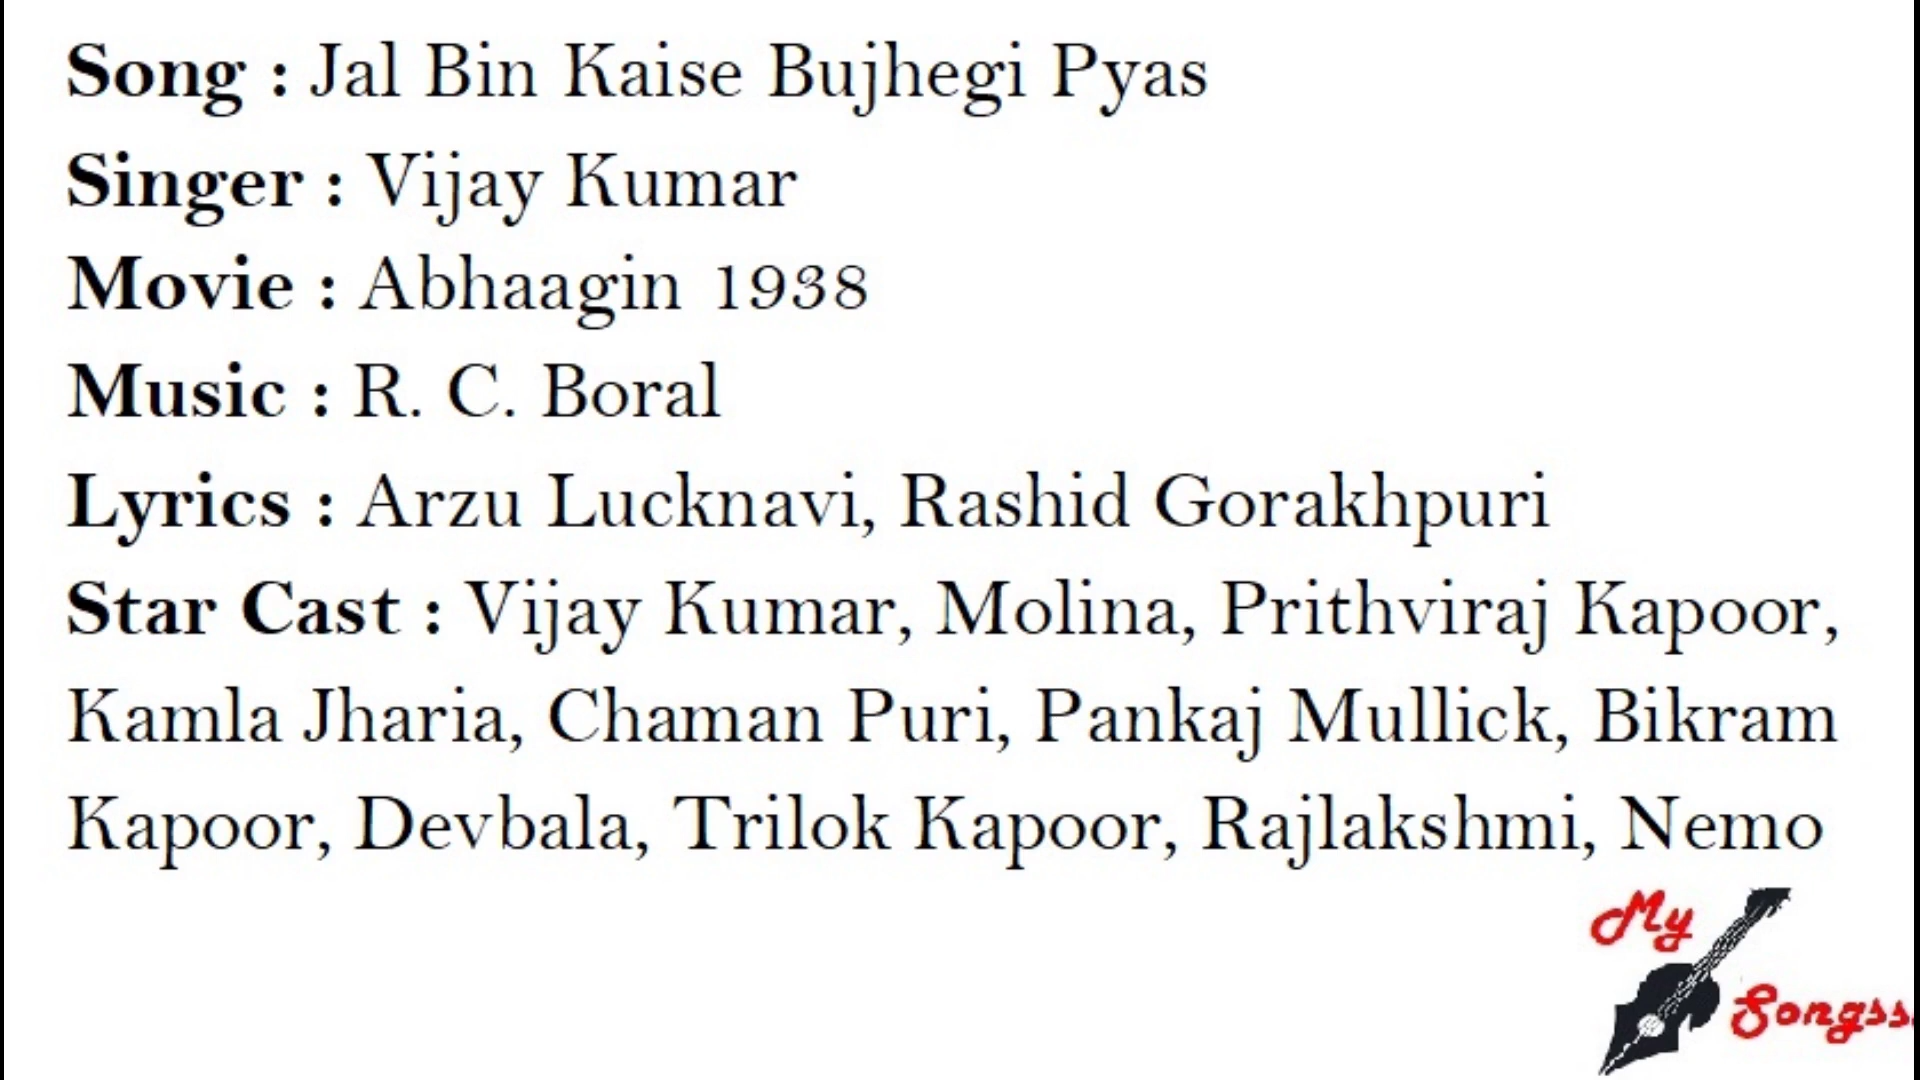 Song : Jal Bin Kaise Bujhegi Pyas
Singer : Vijay Kumar
Movie : Abhaagin 1938
Music : R. C. Boral
Lyrics : Arzu Lucknavi, Rashid Gorakhpuri
Star Cast : Vijay Kumar, Molina, Prithviraj Kapoor,
Kamla Jharia, Chaman Puri, Pankaj Mullick, Bikram
Kapoor, Devbala, Trilok Kapoor, Rajlakshmi, Nemo
My
Songss